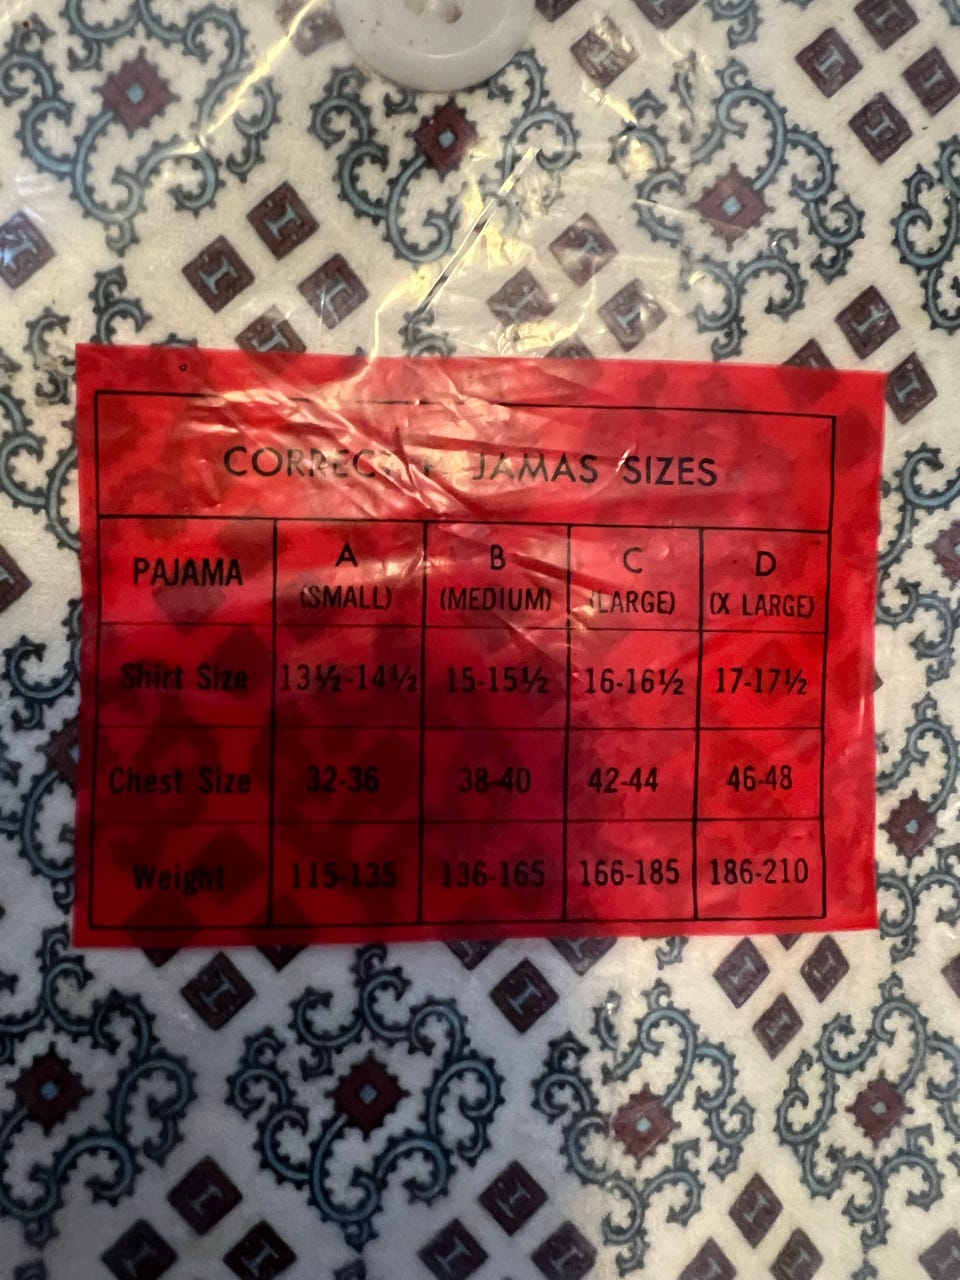 CORRECT PAJAMAS SIZES
PAJAMA A (SMALL) B (MEDIUM) C (LARGE) D (X LARGE)
Shirt Size 13½-14½ 15-15½ 16-16½ 17-17½
Chest Size 32-36 38-40 42-44 46-48
Weight 115-135 136-165 166-185 186-210